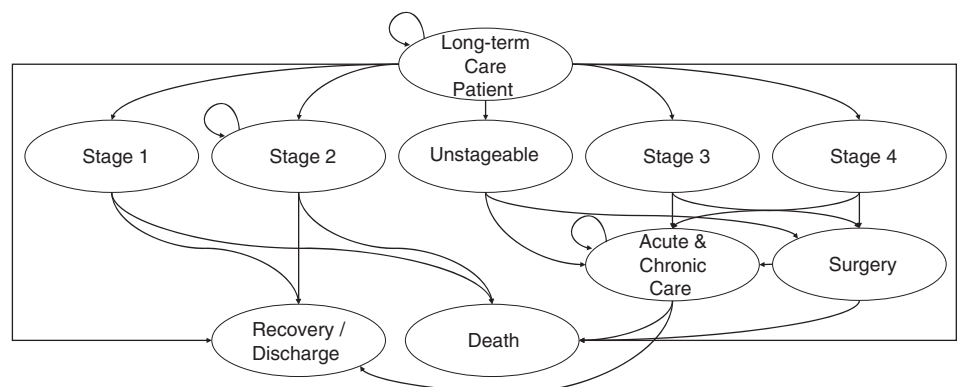 Long-term
Care
Patient
Stage 1
Stage 2
Unstageable
Stage 3
Stage 4
Acute &
Chronic
Care
Surgery
Recovery /
Discharge
Death